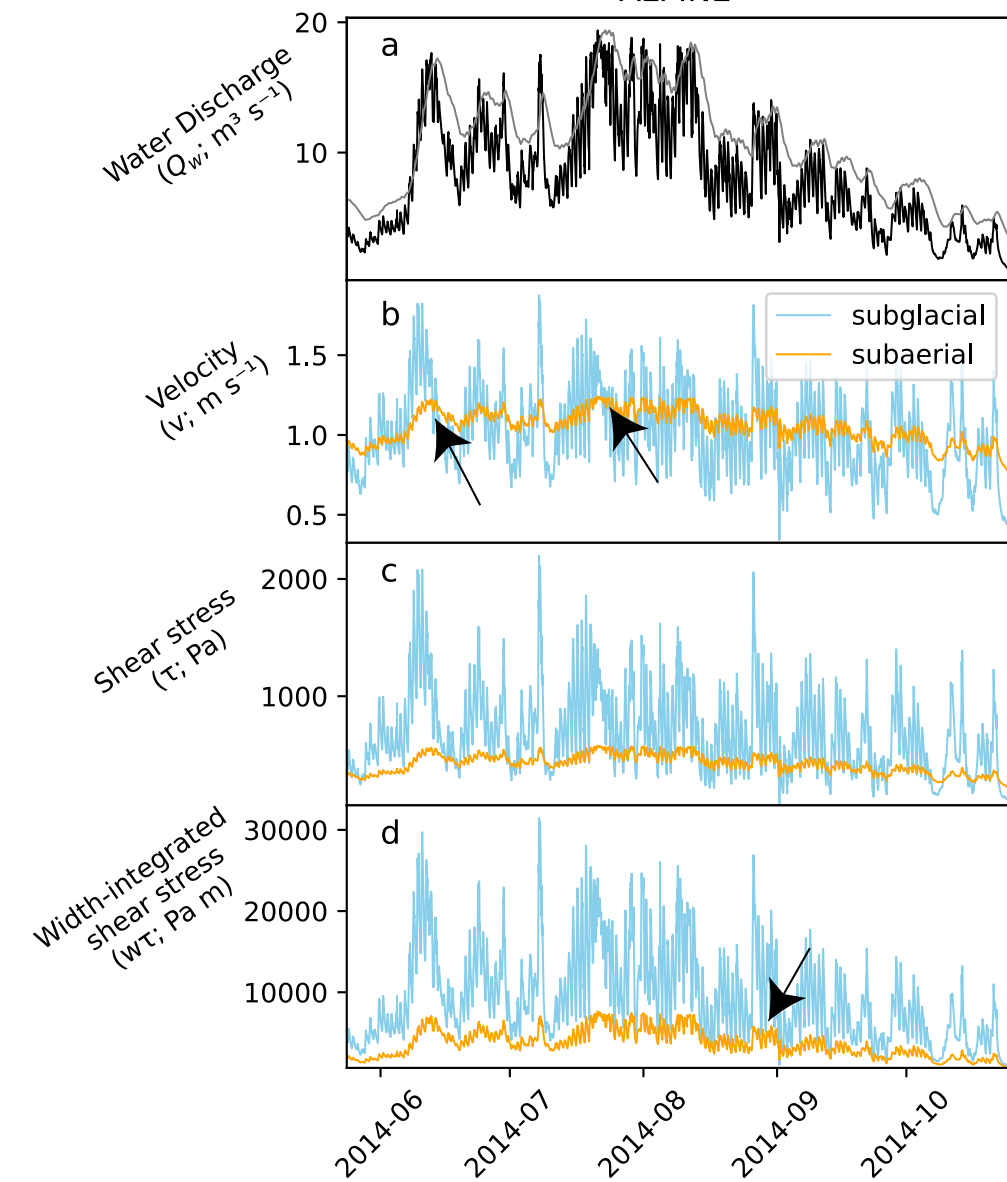 20
a
Water Discharge
(Qw; m³ s⁻¹)
10
b
subglacial
subaerial
Velocity
(v; m s⁻¹)
1.5
1.0
0.5
c
2000
Shear stress
(τ; Pa)
1000
d
30000
Width-integrated
shear stress
(wτ; Pa m)
20000
10000
2014-06
2014-07
2014-08
2014-09
2014-10